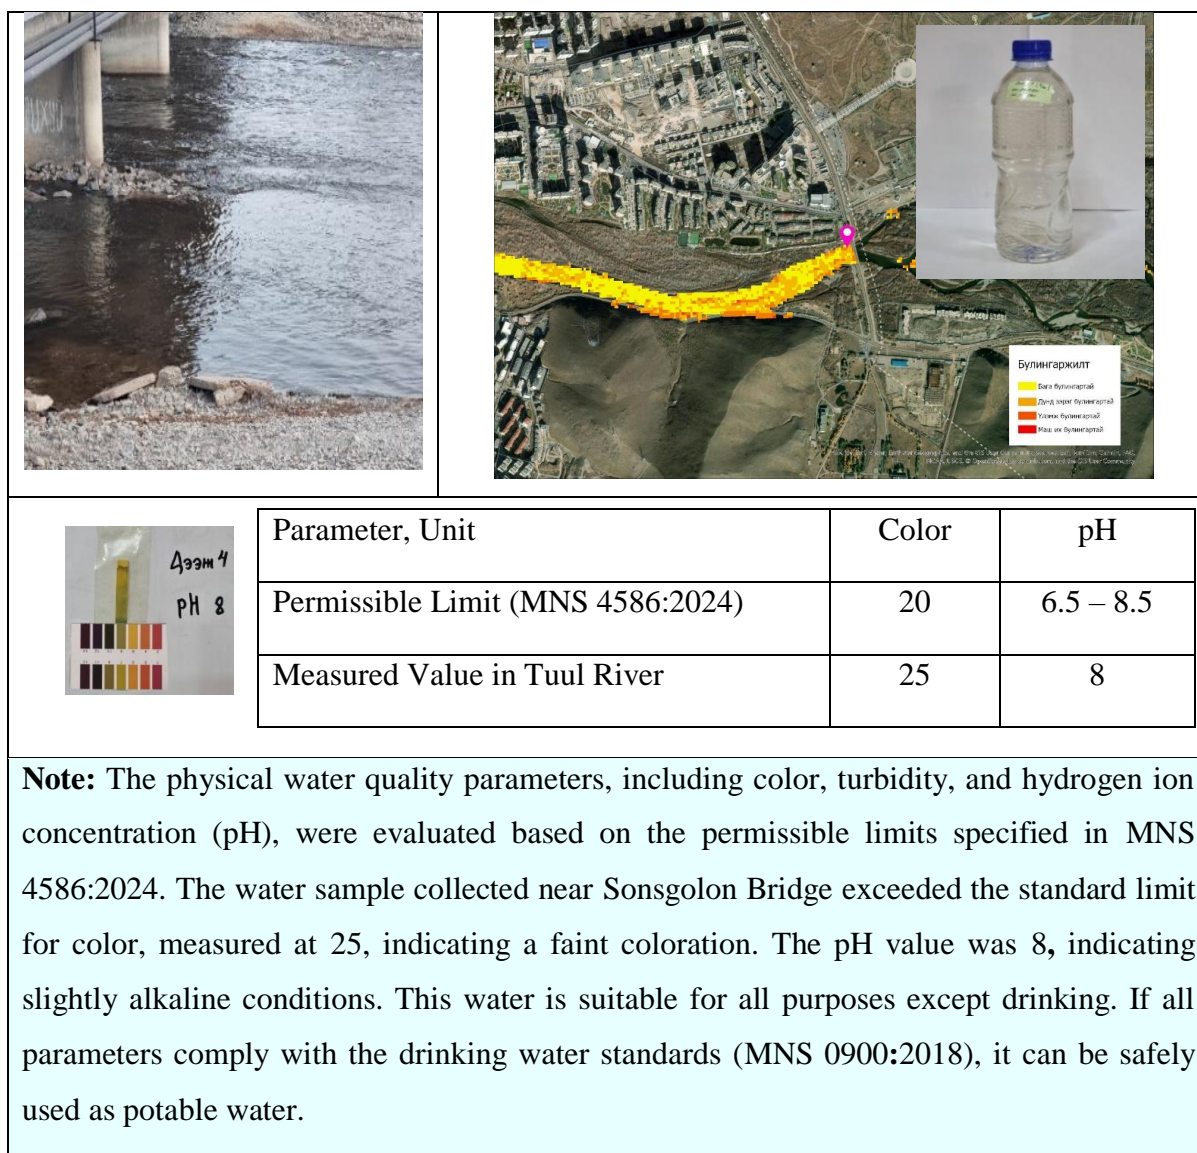 Булингаржилт
Бага булингартай
Дунд зэрэг булингартай
Их булингартай
Маш их булингартай
Дээж 4
pH 8
Parameter, Unit Color pH
Permissible Limit (MNS 4586:2024) 20 6.5 – 8.5
Measured Value in Tuul River 25 8
Note: The physical water quality parameters, including color, turbidity, and hydrogen ion
concentration (pH), were evaluated based on the permissible limits specified in MNS
4586:2024. The water sample collected near Sonsgolon Bridge exceeded the standard limit
for color, measured at 25, indicating a faint coloration. The pH value was 8, indicating
slightly alkaline conditions. This water is suitable for all purposes except drinking. If all
parameters comply with the drinking water standards (MNS 0900:2018), it can be safely
used as potable water.